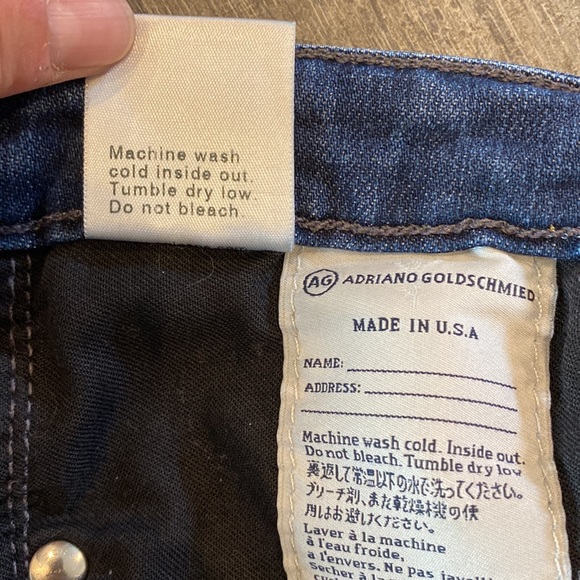 Machine wash
cold inside out.
Tumble dry low.
Do not bleach.
AG ADRIANO GOLDSCHMIED
MADE IN U.S.A
NAME:
ADDRESS:
Machine wash cold. Inside out.
Do not bleach. Tumble dry low
裏返して常温以下の水で洗ってください。
ブリーチ剤、また乾燥機の使
用はお避けください。
Laver à la machine
à l'eau froide,
a l'envers. Ne pas javelli
Secher à la